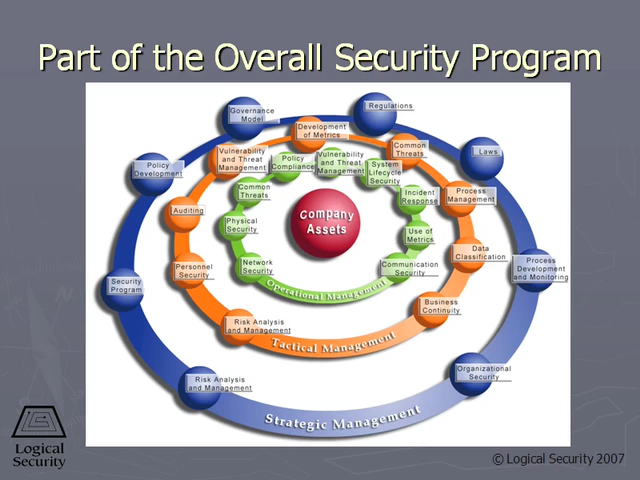 Part of the Overall Security Program
Governance
Model
Regulations
Development
of Metrics
Vulnerability
and Threat
Management
Policy
Compliance
Vulnerability
and Threat
Management
System
Lifecycle
Security
Common
Threats
Laws
Policy
Development
Common
Threats
Incident
Response
Process
Management
Auditing
Physical
Security
Company
Assets
Use of
Metrics
Data
Classification
Process
Development
and Monitoring
Security
Program
Personnel
Security
Network
Security
Communication
Security
Operational Management
Business
Continuity
Risk Analysis
and Management
Tactical Management
Organizational
Security
Risk Analysis
and Management
Strategic Management
Logical
Security
© Logical Security 2007